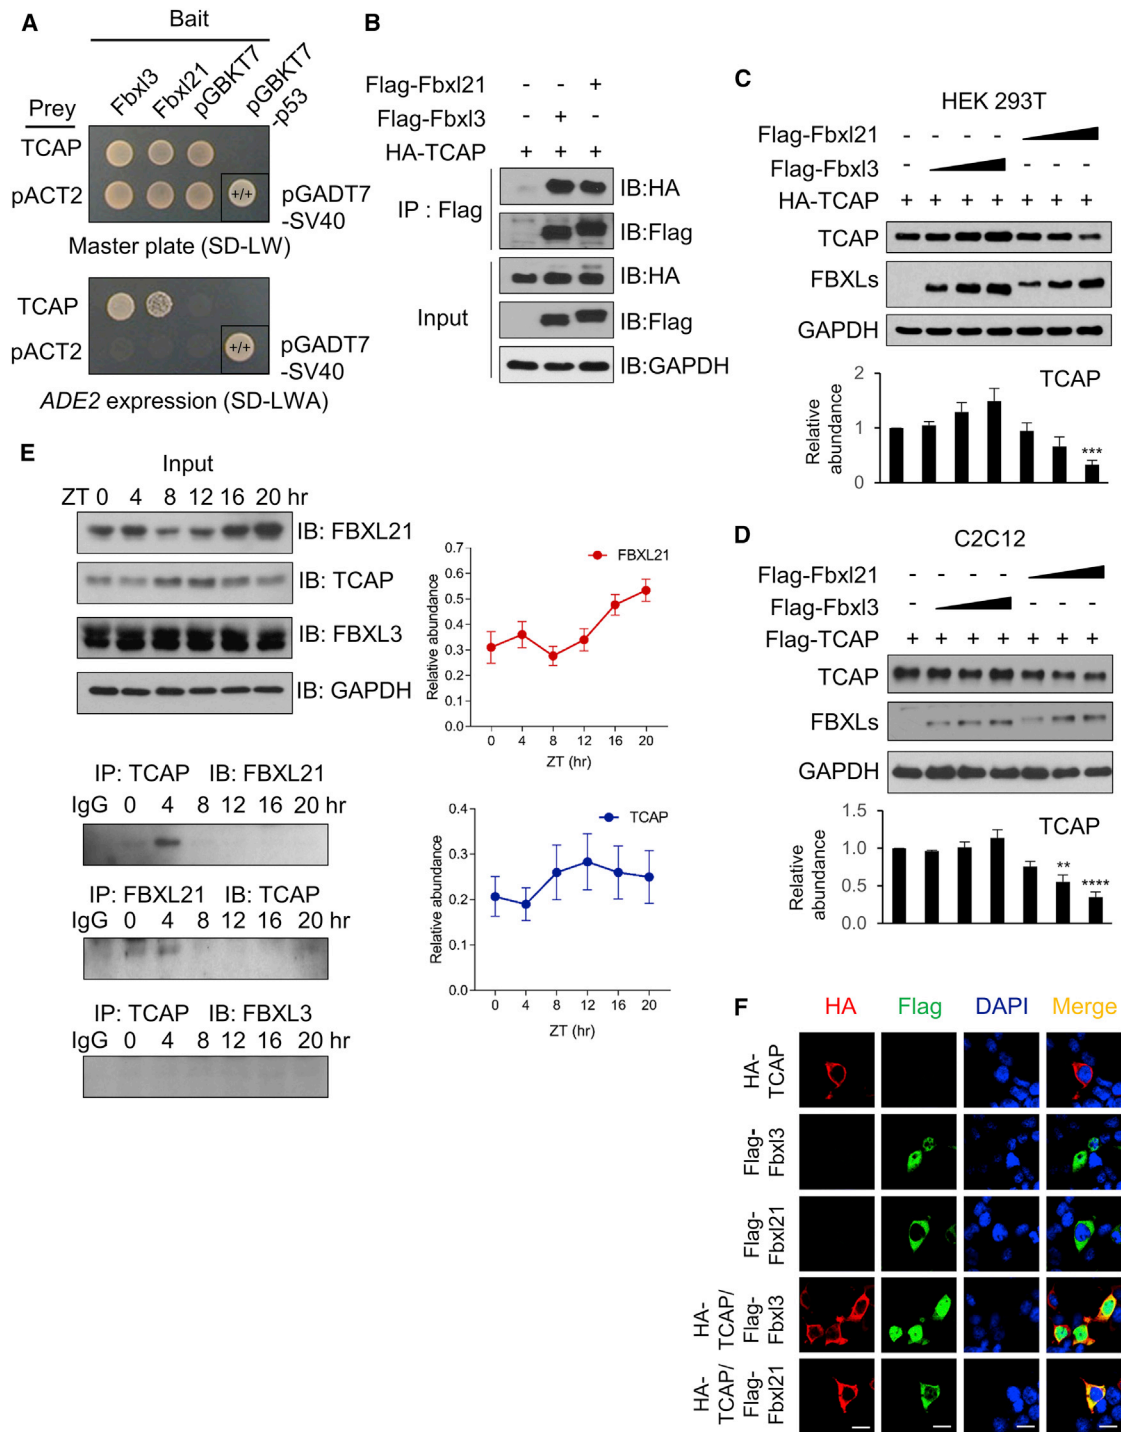 A
Bait
Fbxl3 Fbxl21 pGBKT7 pGBKT7
-p53
Prey
TCAP
pACT2 +/+ pGADT7
-SV40
Master plate (SD-LW)
TCAP
pACT2 +/+ pGADT7
-SV40
ADE2 expression (SD-LWA)
B
Flag-Fbxl21 - - +
Flag-Fbxl3 - + -
HA-TCAP + + +
IP : Flag
IB:HA
IB:Flag
Input
IB:HA
IB:Flag
IB:GAPDH
C
HEK 293T
Flag-Fbxl21 - - - -
Flag-Fbxl3 - - - -
HA-TCAP + + + + + + +
TCAP
FBXLs
GAPDH
TCAP
Relative
abundance
2
1
0
***
D
C2C12
Flag-Fbxl21 - - - -
Flag-Fbxl3 - - - -
Flag-TCAP + + + + + + +
TCAP
FBXLs
GAPDH
TCAP
Relative
abundance
1.5
1.0
0.5
0.0
** ****
E
Input
ZT 0 4 8 12 16 20 hr
IB: FBXL21
IB: TCAP
IB: FBXL3
IB: GAPDH
IP: TCAP IB: FBXL21
IgG 0 4 8 12 16 20 hr
IP: FBXL21 IB: TCAP
IgG 0 4 8 12 16 20 hr
IP: TCAP IB: FBXL3
IgG 0 4 8 12 16 20 hr
FBXL21
Relative abundance
0.7
0.6
0.5
0.4
0.3
0.2
0.1
0.0
0 4 8 12 16 20
ZT (hr)
TCAP
Relative abundance
0.4
0.3
0.2
0.1
0.0
0 4 8 12 16 20
ZT (hr)
F
HA Flag DAPI Merge
HA-
TCAP
Flag-
Fbxl3
Flag-
Fbxl21
HA-
TCAP/
Flag-
Fbxl3
HA-
TCAP/
Flag-
Fbxl21